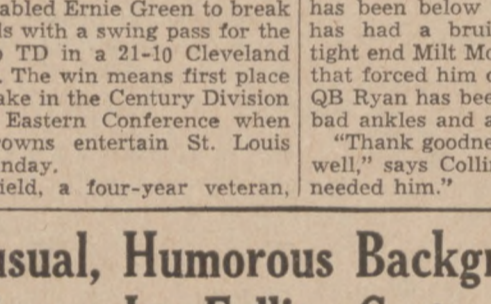 abled Ernie Green to break
s with a swing pass for the
TD in a 21-10 Cleveland
. The win means first place
ake in the Century Division
Eastern Conference when
owns entertain St. Louis
nday.
ield, a four-year veteran,
has been below
has had a brui
tight end Milt Mo
that forced him o
QB Ryan has bee
bad ankles and a
"Thank goodne
well," says Colli
needed him."
usual, Humorous Backgr